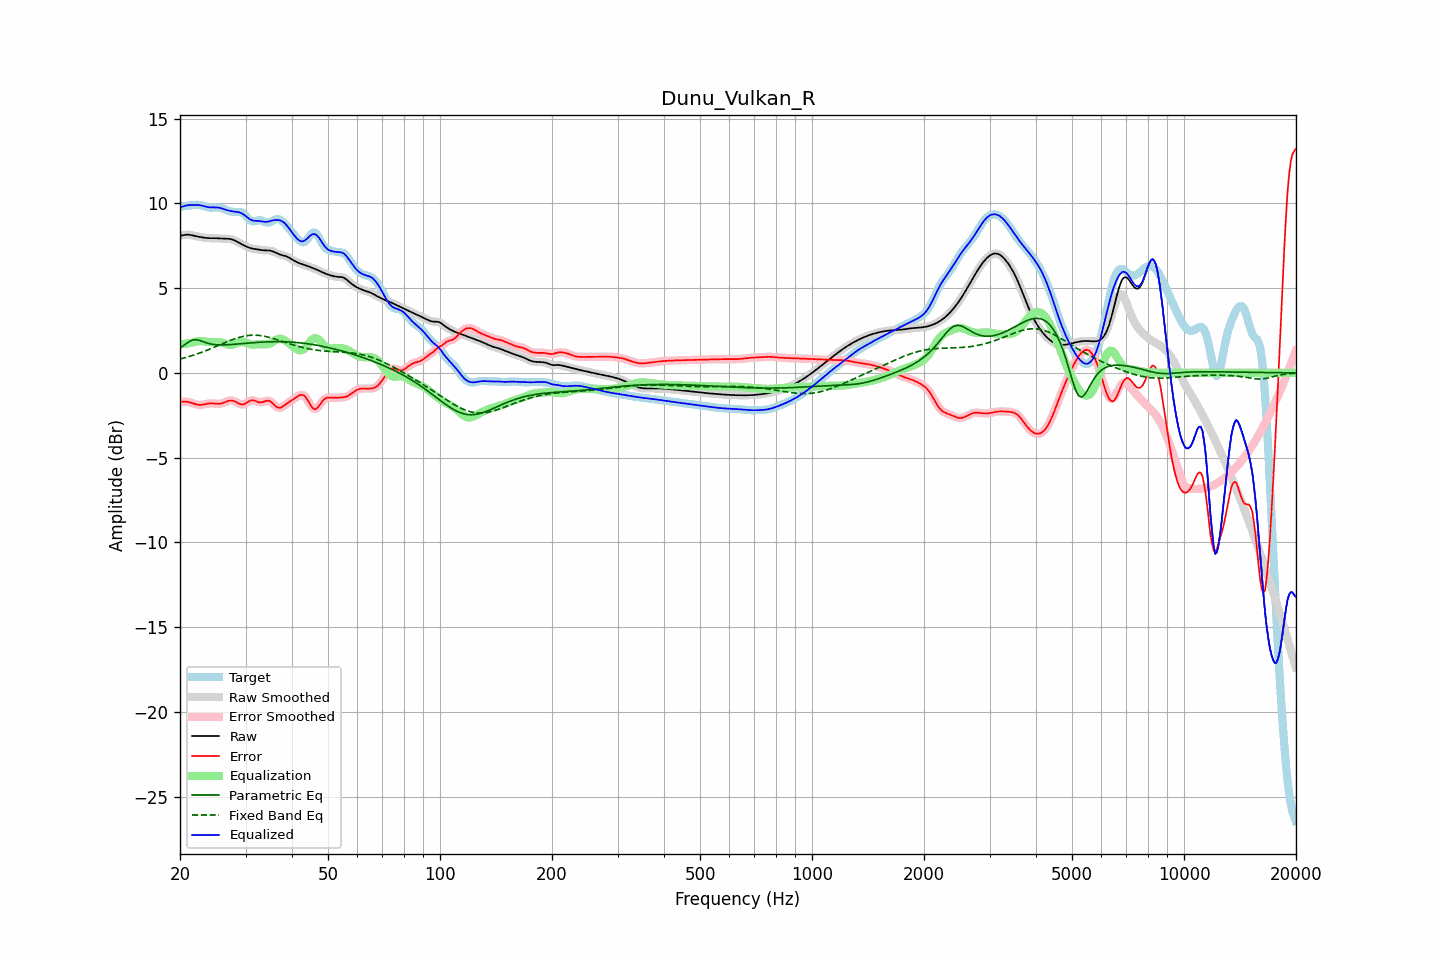 Dunu_Vulkan_R
15
10
5
0
−5
−10
−15
−20
−25
Amplitude (dBr)
Target
Raw Smoothed
Error Smoothed
Raw
Error
Equalization
Parametric Eq
Fixed Band Eq
Equalized
20 50 100 200 500 1000 2000 5000 10000 20000
Frequency (Hz)